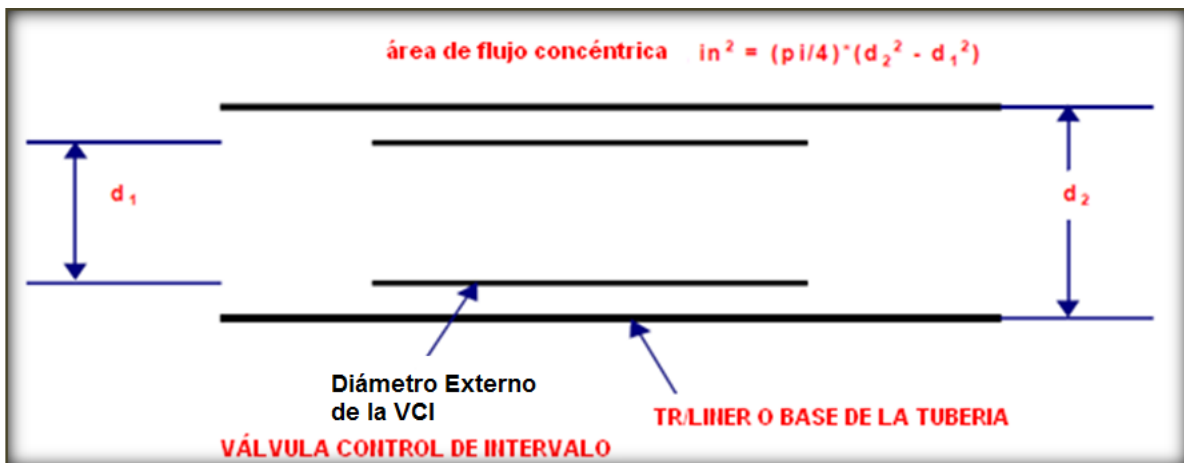 área de flujo concéntrica in² = (pi/4)*(d₂² - d₁²)
d₁
d₂
Diámetro Externo
de la VCI
TR/LINER O BASE DE LA TUBERIA
VÁLVULA CONTROL DE INTERVALO